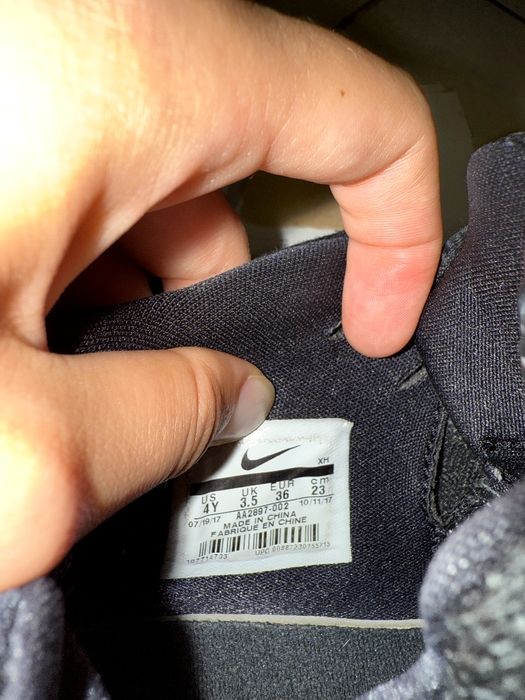 XH
US UK EUR cm
4Y 3.5 36 23
07/19/17 AA2897-002 10/11/17
MADE IN CHINA
FABRIQUE EN CHINE
UPC